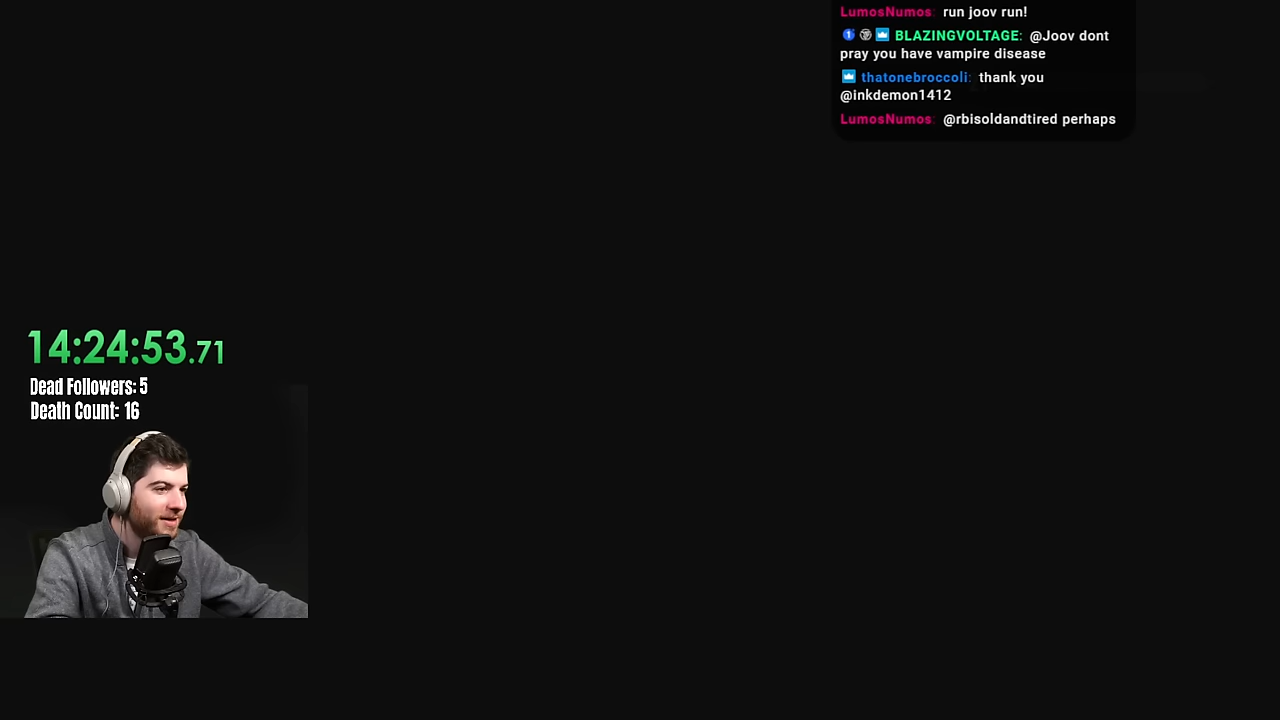 LumosNumos: run joov run!
BLAZINGVOLTAGE: @Joov dont
pray you have vampire disease
thatonebroccoli: thank you
@inkdemon1412
LumosNumos: @rbisoldandtired perhaps
14:24:53.71
Dead Followers: 5
Death Count: 16